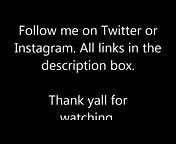 Follow me on Twitter or
Instagram. All links in the
description box.
Thank yall for
watching